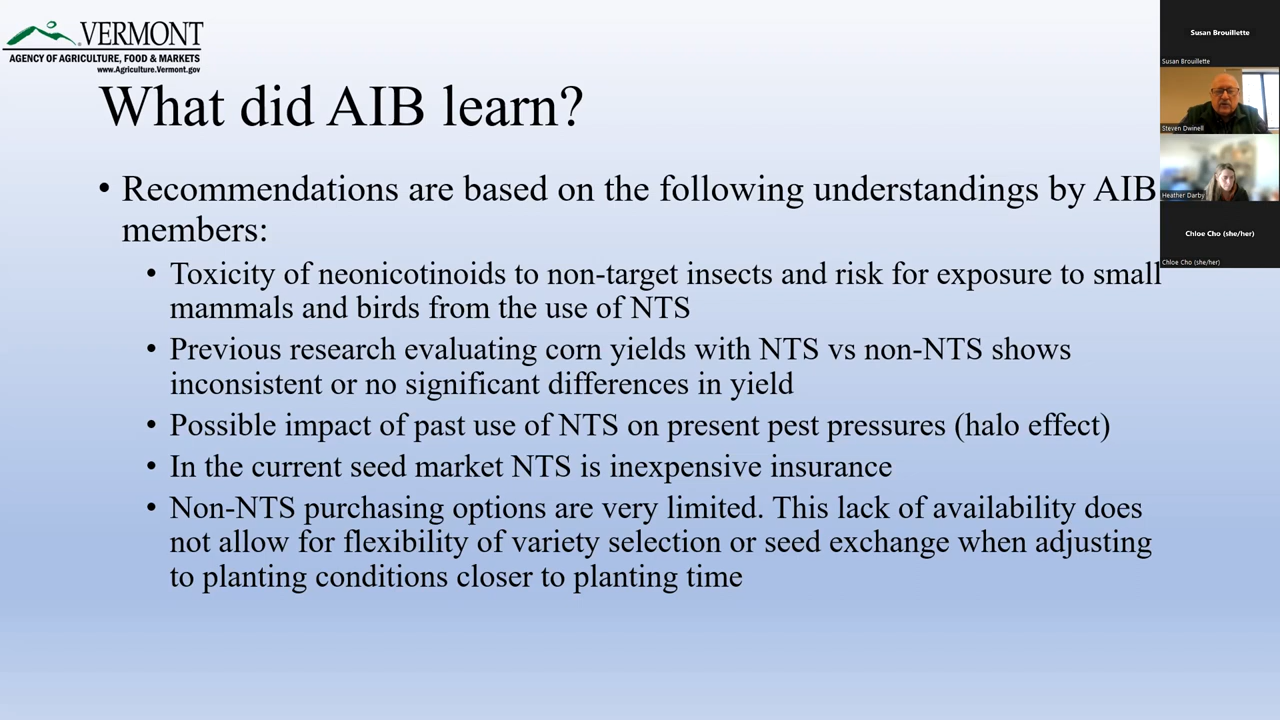 VERMONT
AGENCY OF AGRICULTURE, FOOD & MARKETS
www.Agriculture.Vermont.gov
What did AIB learn?
• Recommendations are based on the following understandings by AIB
members:
• Toxicity of neonicotinoids to non-target insects and risk for exposure to small
mammals and birds from the use of NTS
• Previous research evaluating corn yields with NTS vs non-NTS shows
inconsistent or no significant differences in yield
• Possible impact of past use of NTS on present pest pressures (halo effect)
• In the current seed market NTS is inexpensive insurance
• Non-NTS purchasing options are very limited. This lack of availability does
not allow for flexibility of variety selection or seed exchange when adjusting
to planting conditions closer to planting time
Susan Brouillette
Susan Brouillette
Steven Dwinell
Heather Darby
Chloe Cho (she/her)
Chloe Cho (she/her)